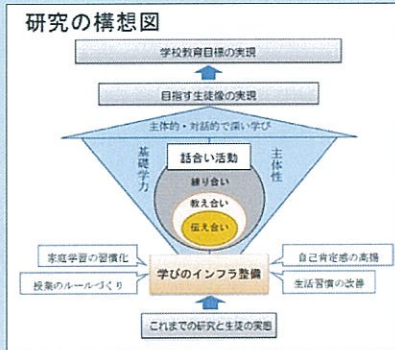 研究の構想図
学校教育目標の実現
目指す生徒像の実現
主体的・対話的で深い学び
基礎学力
話合い活動
主体性
練り合い
教え合い
伝え合い
家庭学習の習慣化
自己肯定感の高揚
学びのインフラ整備
授業のルールづくり
生活習慣の改善
これまでの研究と生徒の実態